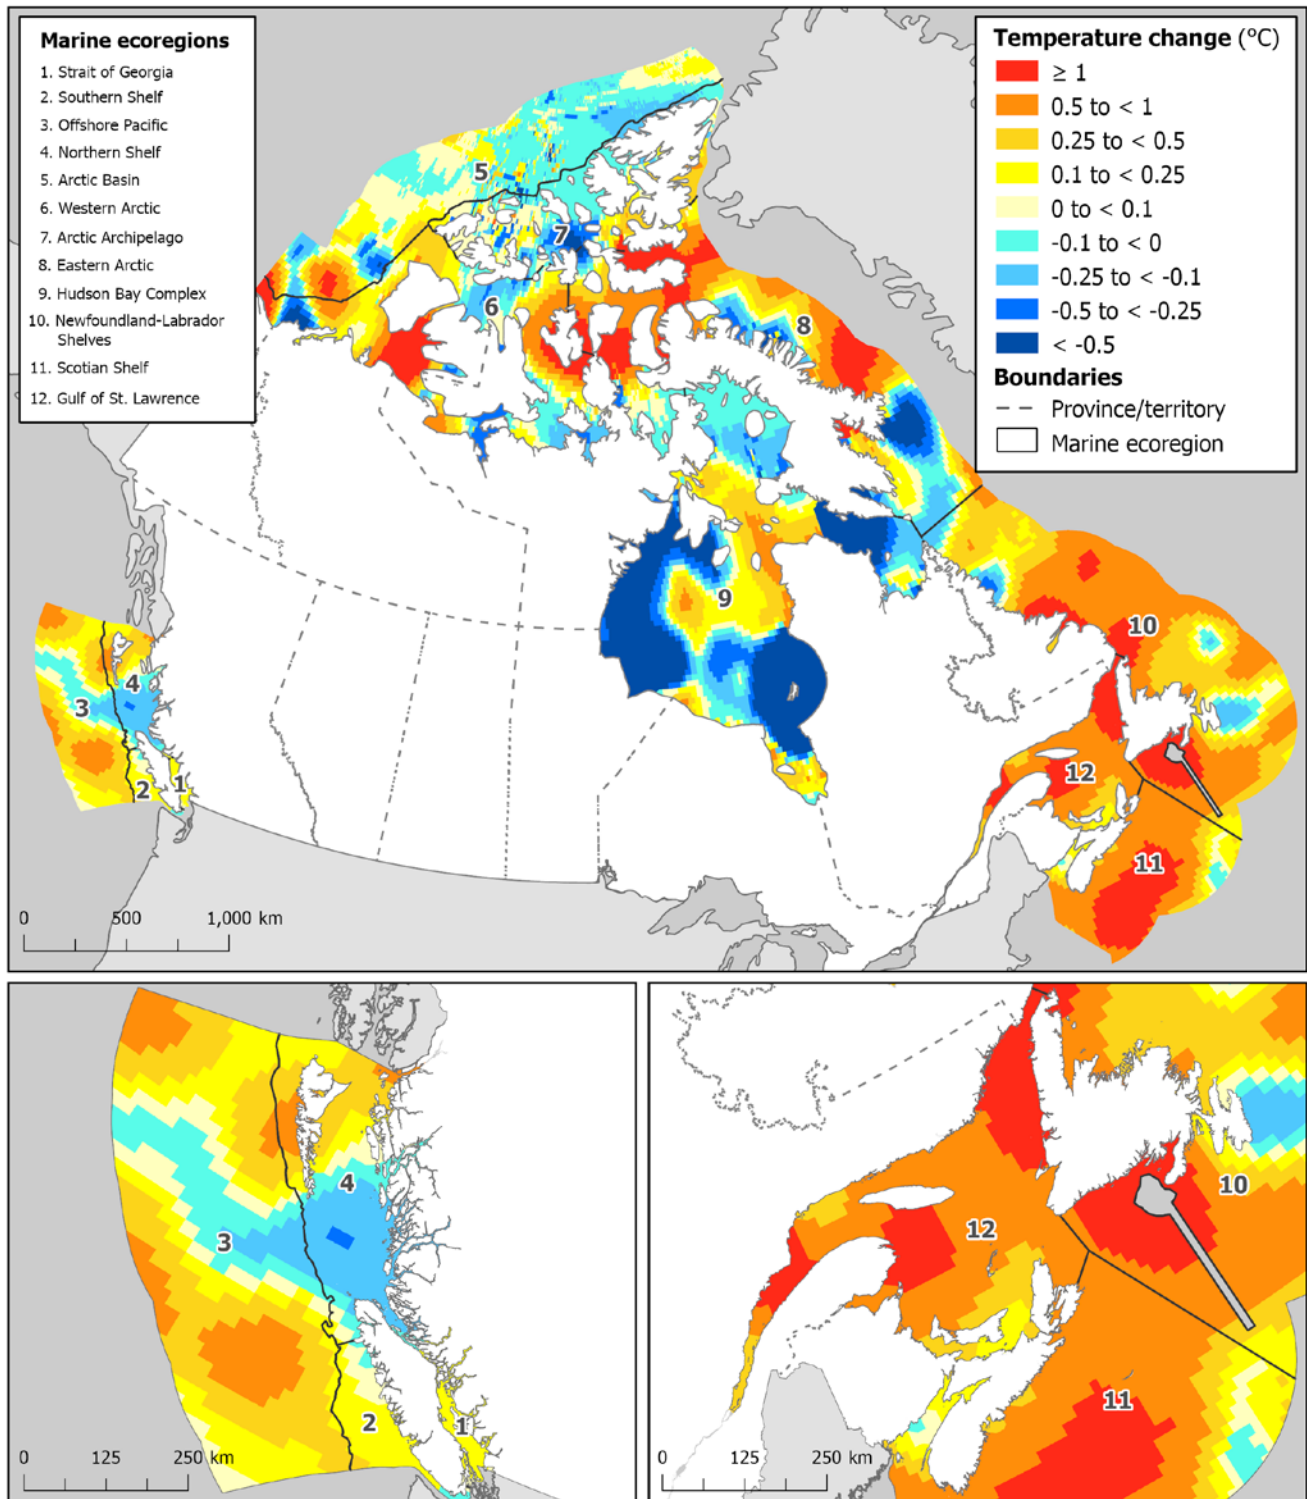 Marine ecoregions
1. Strait of Georgia
2. Southern Shelf
3. Offshore Pacific
4. Northern Shelf
5. Arctic Basin
6. Western Arctic
7. Arctic Archipelago
8. Eastern Arctic
9. Hudson Bay Complex
10. Newfoundland-Labrador
Shelves
11. Scotian Shelf
12. Gulf of St. Lawrence
Temperature change (°C)
≥ 1
0.5 to < 1
0.25 to < 0.5
0.1 to < 0.25
0 to < 0.1
-0.1 to < 0
-0.25 to < -0.1
-0.5 to < -0.25
< -0.5
Boundaries
Province/territory
Marine ecoregion
5
7
6
8
9
10
4
3
2
1
12
11
0 500 1,000 km
4
3
2
1
0 125 250 km
10
12
11
0 125 250 km